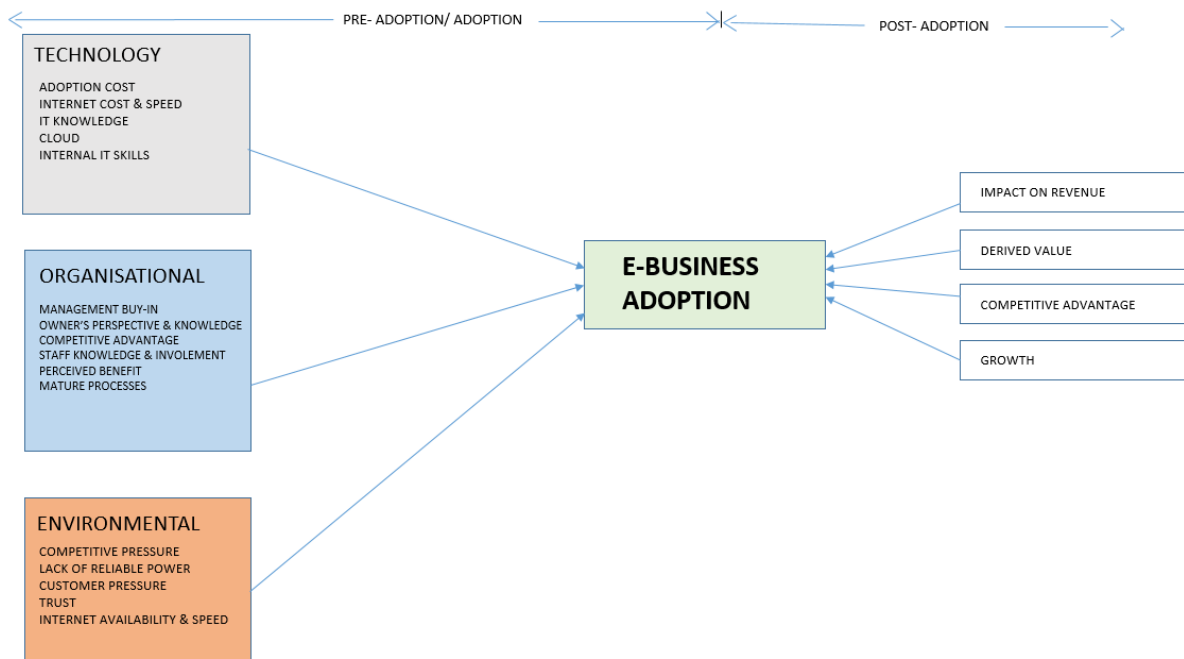 PRE- ADOPTION/ ADOPTION
POST- ADOPTION
TECHNOLOGY
ADOPTION COST
INTERNET COST & SPEED
IT KNOWLEDGE
CLOUD
INTERNAL IT SKILLS
ORGANISATIONAL
MANAGEMENT BUY-IN
OWNER'S PERSPECTIVE & KNOWLEDGE
COMPETITIVE ADVANTAGE
STAFF KNOWLEDGE & INVOLEMENT
PERCEIVED BENEFIT
MATURE PROCESSES
ENVIRONMENTAL
COMPETITIVE PRESSURE
LACK OF RELIABLE POWER
CUSTOMER PRESSURE
TRUST
INTERNET AVAILABILITY & SPEED
E-BUSINESS
ADOPTION
IMPACT ON REVENUE
DERIVED VALUE
COMPETITIVE ADVANTAGE
GROWTH